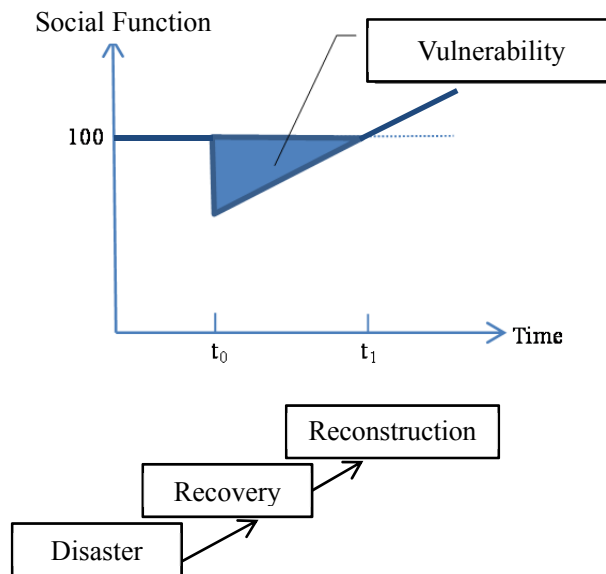 Social Function
Vulnerability
100
t₀
t₁
Time
Reconstruction
Recovery
Disaster